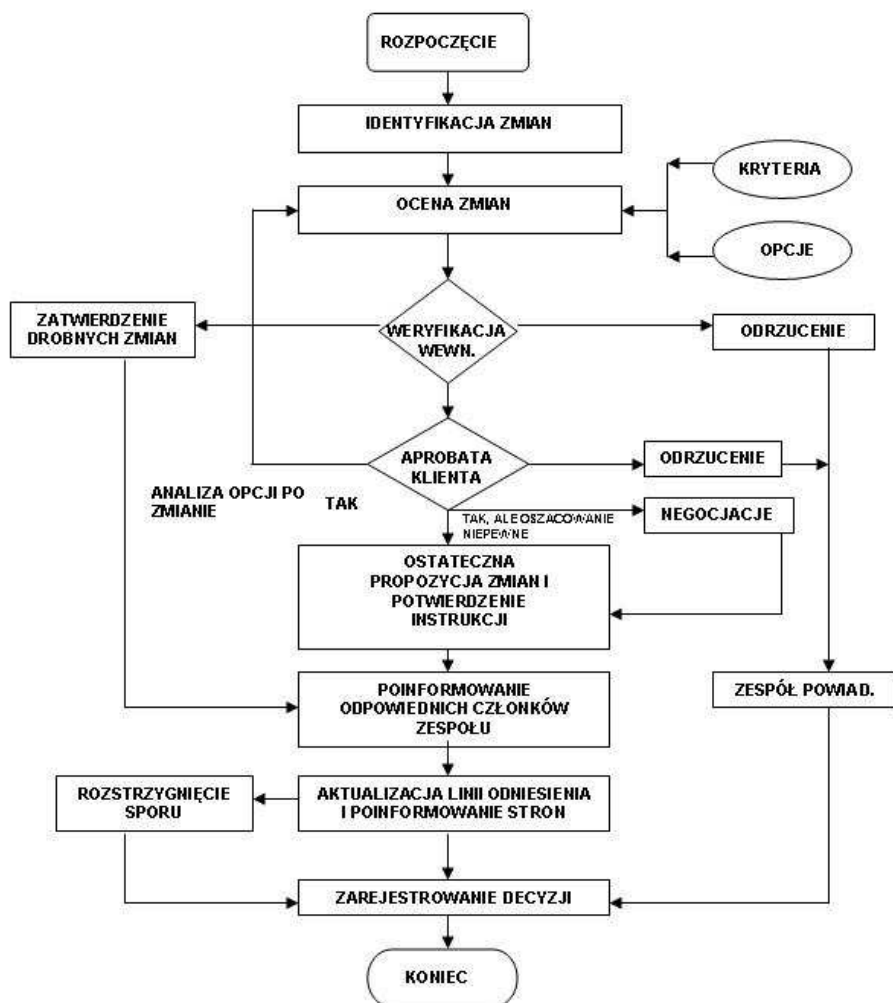 ROZPOCZĘCIE
IDENTYFIKACJA ZMIAN
KRYTERIA
OCENA ZMIAN
OPCJE
ZATWIERDZENIE
DROBNYCH ZMIAN
WERYFIKACJA
WEWN.
ODRZUCENIE
APROBATA
KLIENTA
ODRZUCENIE
ANALIZA OPCJI PO
ZMIANIE
TAK
TAK, ALE OSZACOWANIE
NIEPEWNE
NEGOCJACJE
OSTATECZNA
PROPOZYCJA ZMIAN I
POTWIERDZENIE
INSTRUKCJI
POINFORMOWANIE
ODPOWIEDNICH CZŁONKÓW
ZESPOŁU
ZESPÓŁ POWIAD.
ROZSTRZYGNIĘCIE
SPORU
AKTUALIZACJA LINII ODNIESIENIA
I POINFORMOWANIE STRON
ZAREJESTROWANIE DECYZJI
KONIEC